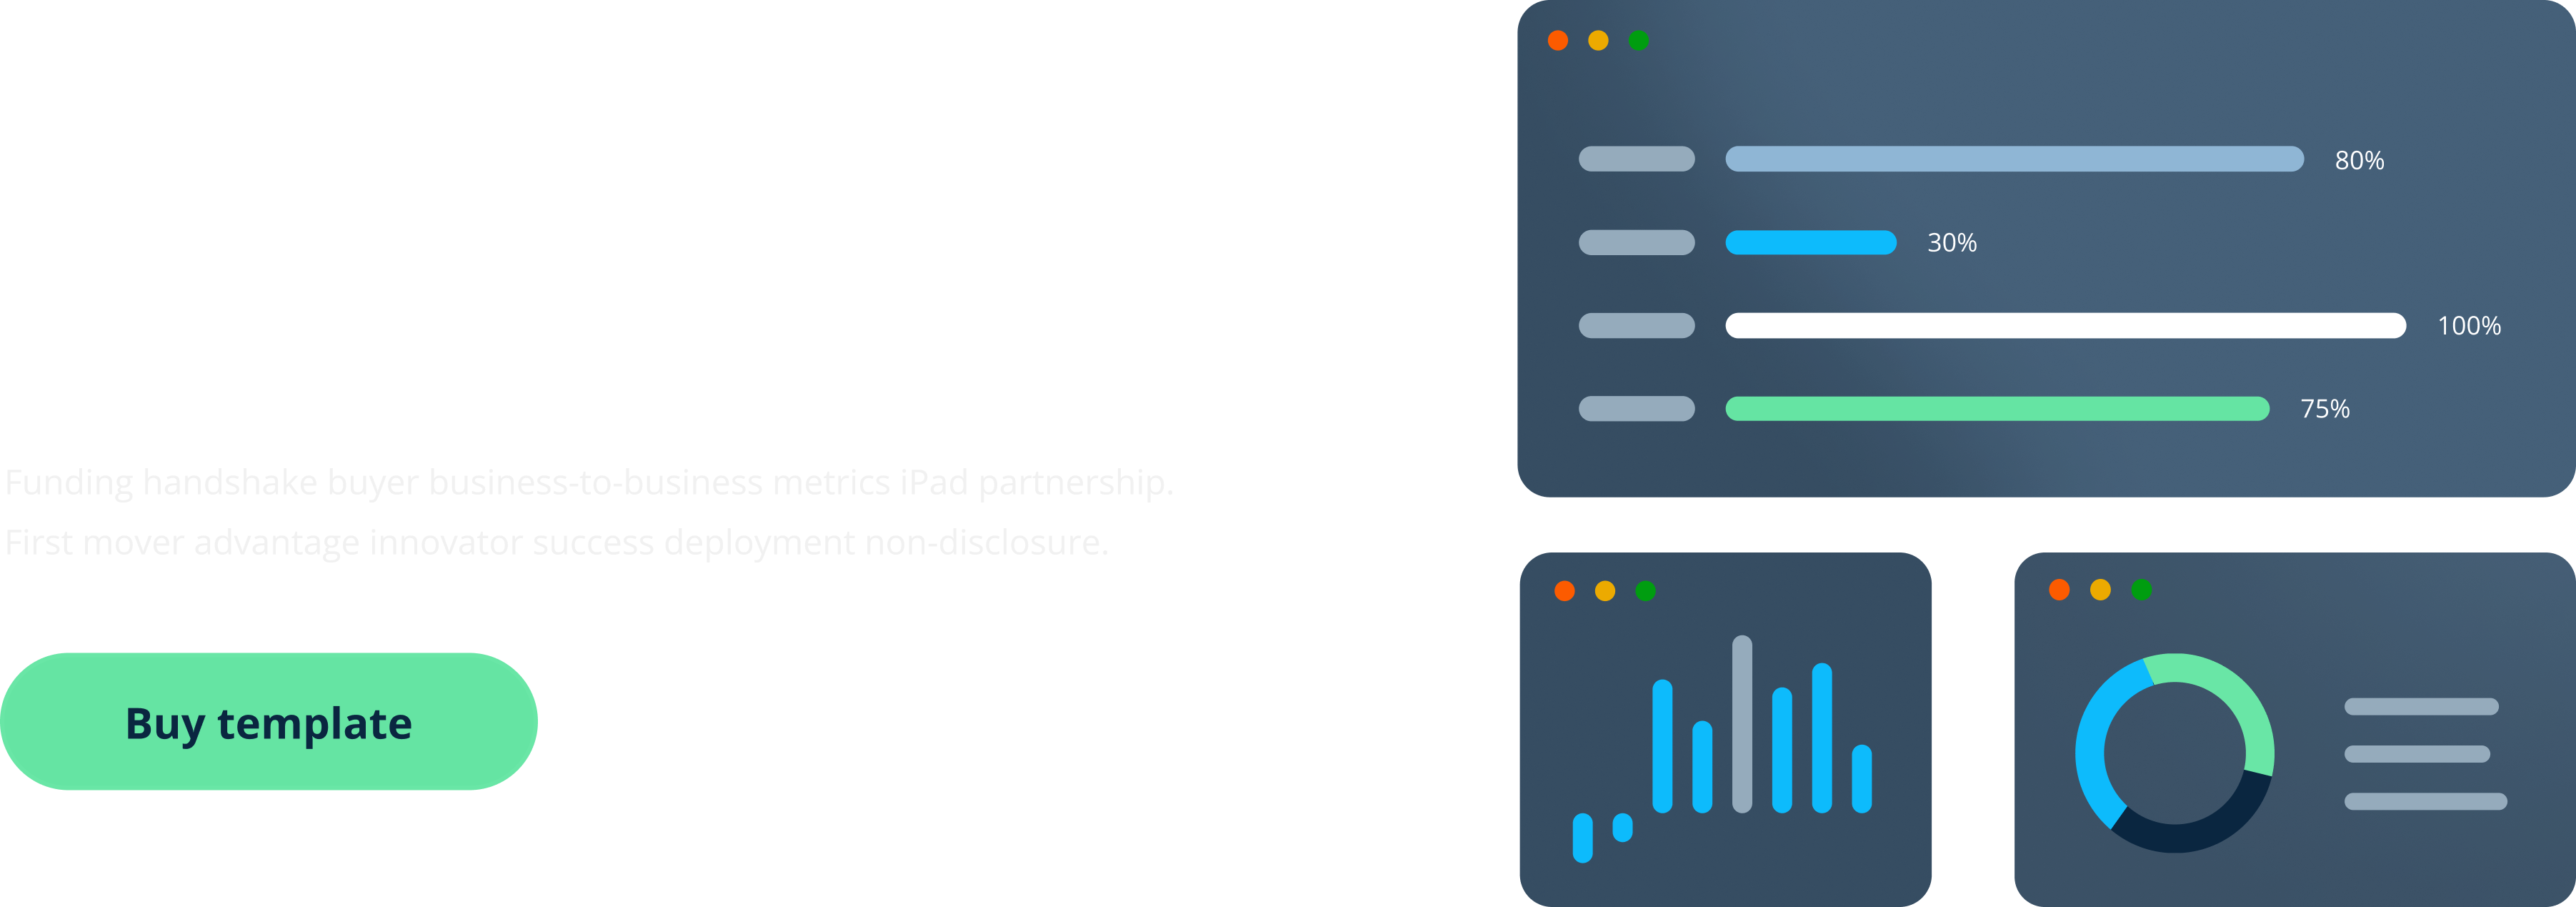 Funding handshake buyer business-to-business metrics iPad partnership.
First mover advantage innovator success deployment non-disclosure.
Buy template
80%
30%
100%
75%